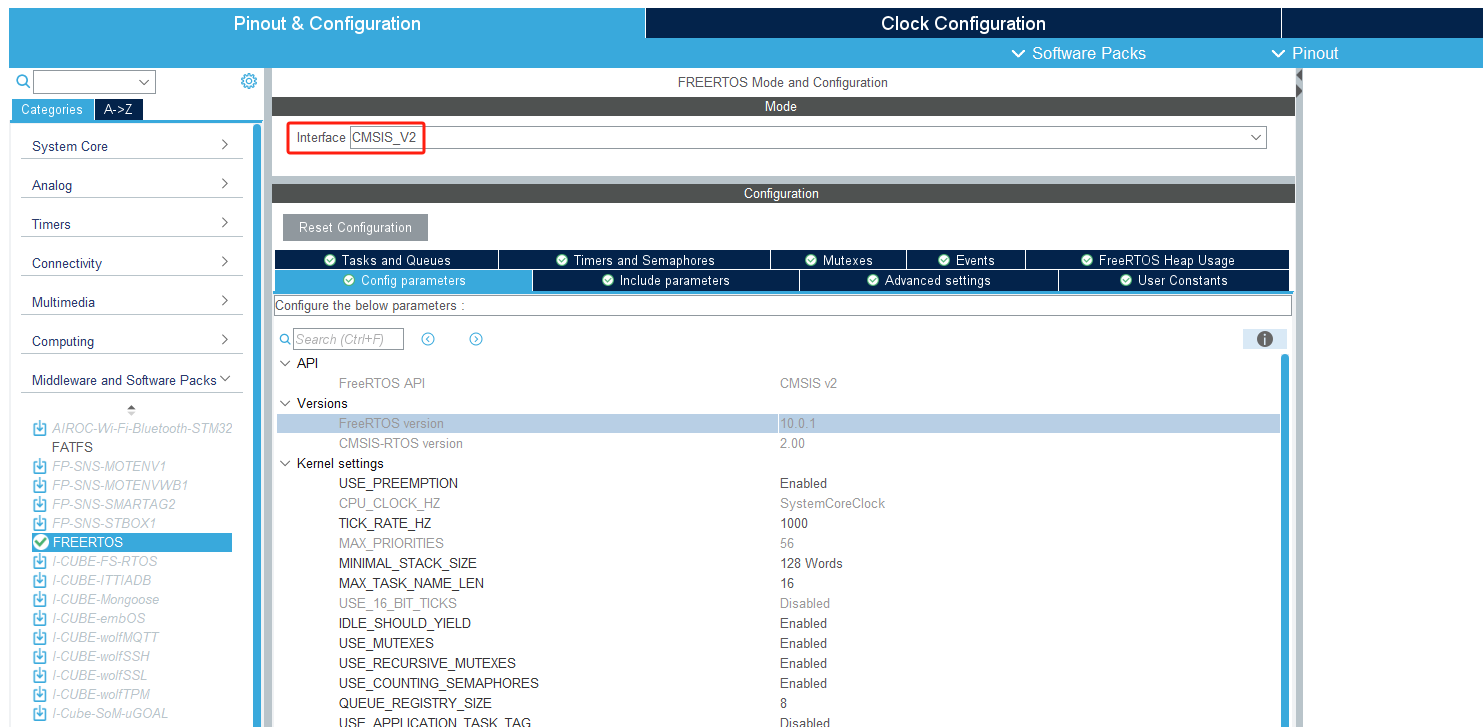 Pinout & Configuration
Clock Configuration
Software Packs
Pinout
Categories
A->Z
System Core
Analog
Timers
Connectivity
Multimedia
Computing
Middleware and Software Packs
AIROC-Wi-Fi-Bluetooth-STM32
FATFS
FP-SNS-MOTENV1
FP-SNS-MOTENVWB1
FP-SNS-SMARTAG2
FP-SNS-STBOX1
FREERTOS
I-CUBE-FS-RTOS
I-CUBE-ITTIADB
I-CUBE-Mongoose
I-CUBE-embOS
I-CUBE-wolfMQTT
I-CUBE-wolfSSH
I-CUBE-wolfSSL
I-CUBE-wolfTPM
I-Cube-SoM-uGOAL
FREERTOS Mode and Configuration
Mode
Interface CMSIS_V2
Configuration
Reset Configuration
Tasks and Queues
Timers and Semaphores
Mutexes
Events
FreeRTOS Heap Usage
Config parameters
Include parameters
Advanced settings
User Constants
Configure the below parameters :
Search (Ctrl+F)
API
FreeRTOS API CMSIS v2
Versions
FreeRTOS version 10.0.1
CMSIS-RTOS version 2.00
Kernel settings
USE_PREEMPTION Enabled
CPU_CLOCK_HZ SystemCoreClock
TICK_RATE_HZ 1000
MAX_PRIORITIES 56
MINIMAL_STACK_SIZE 128 Words
MAX_TASK_NAME_LEN 16
USE_16_BIT_TICKS Disabled
IDLE_SHOULD_YIELD Enabled
USE_MUTEXES Enabled
USE_RECURSIVE_MUTEXES Enabled
USE_COUNTING_SEMAPHORES Enabled
QUEUE_REGISTRY_SIZE 8
USE_APPLICATION_TASK_TAG Disabled